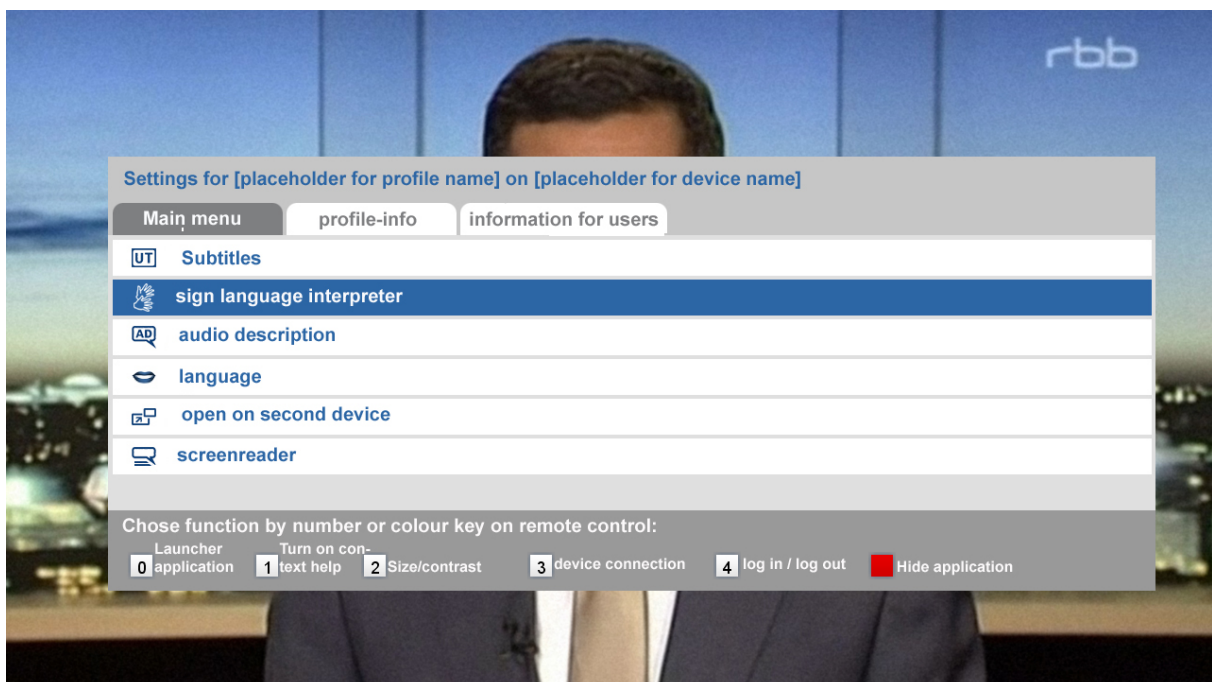 rbb
Settings for [placeholder for profile name] on [placeholder for device name]
Main menu profile-info information for users
UT Subtitles
sign language interpreter
AD audio description
language
open on second device
screenreader
Chose function by number or colour key on remote control:
0 Launcher application 1 Turn on con-text help 2 Size/contrast 3 device connection 4 log in / log out Hide application